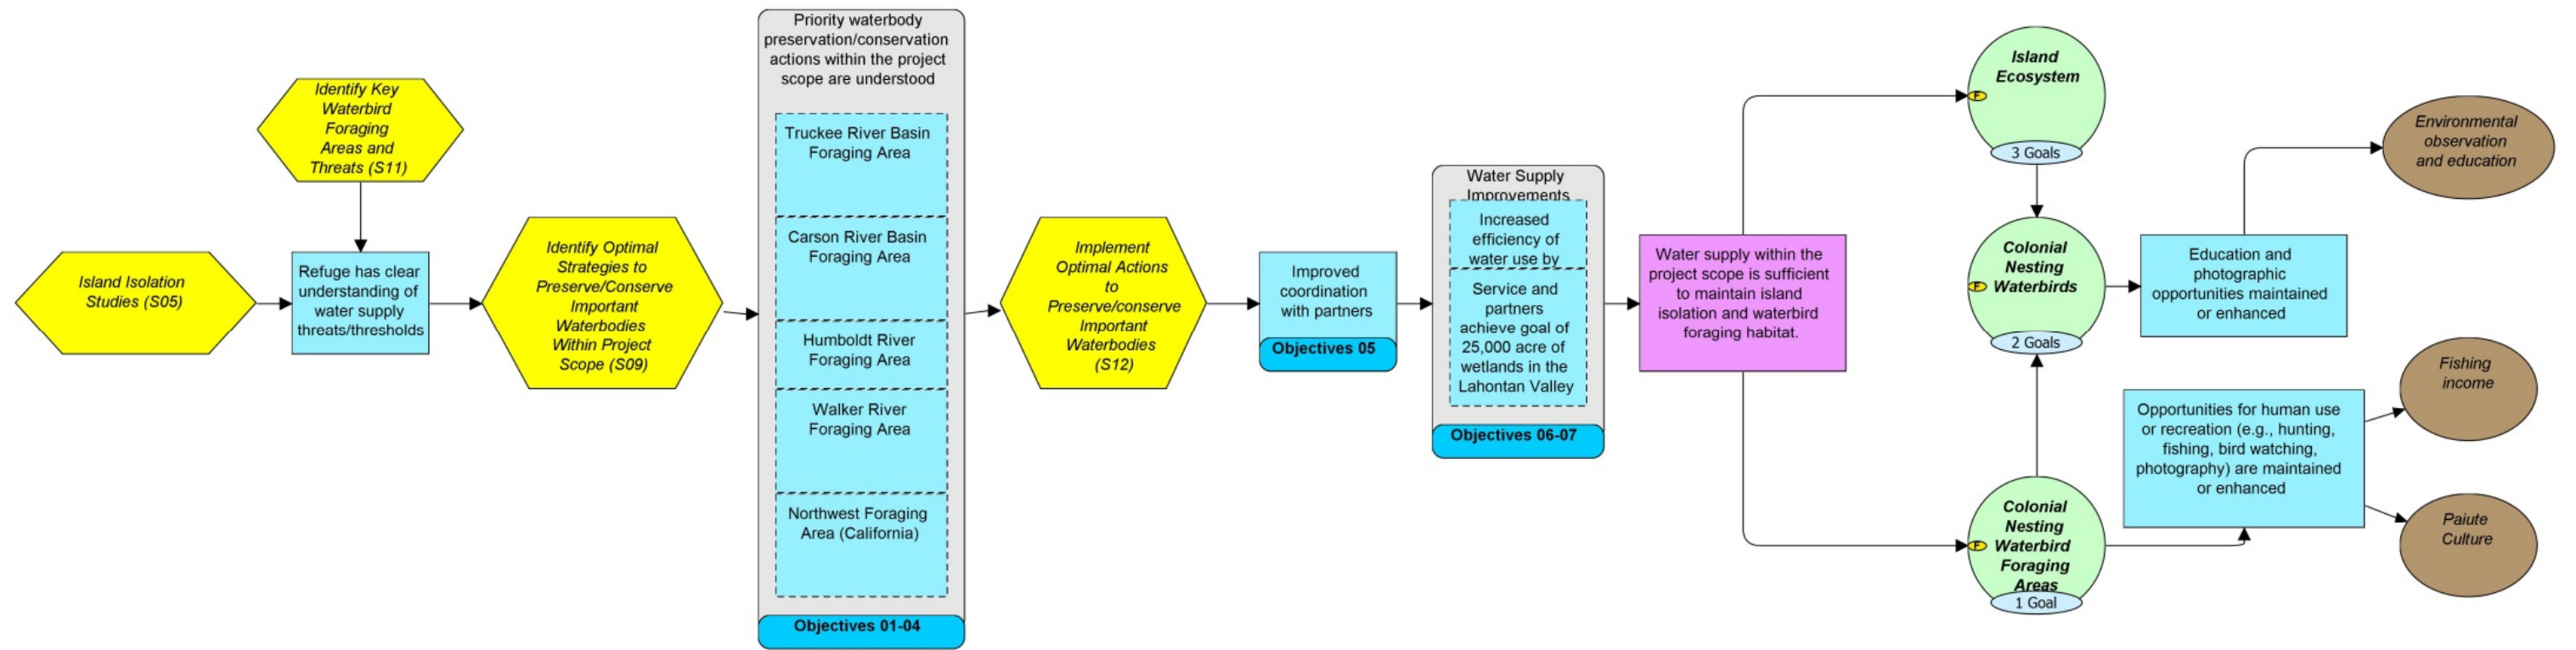 Island Isolation
Studies (S05)
Identify Key
Waterbird
Foraging
Areas and
Threats (S11)
Refuge has clear
understanding of
water supply
threats/thresholds
Identify Optimal
Strategies to
Preserve/Conserve
Important
Waterbodies
Within Project
Scope (S09)
Priority waterbody
preservation/conservation
actions within the project
scope are understood
Truckee River Basin
Foraging Area
Carson River Basin
Foraging Area
Humboldt River
Foraging Area
Walker River
Foraging Area
Northwest Foraging
Area (California)
Objectives 01-04
Implement
Optimal Actions
to
Preserve/conserve
Important
Waterbodies
(S12)
Improved
coordination
with partners
Objectives 05
Water Supply
Improvements
Increased
efficiency of
water use by
Service and
partners
achieve goal of
25,000 acre of
wetlands in the
Lahontan Valley
Objectives 06-07
Water supply within the
project scope is sufficient
to maintain island
isolation and waterbird
foraging habitat.
Island
Ecosystem
F
3 Goals
Colonial
Nesting
Waterbirds
F
2 Goals
Colonial
Nesting
Waterbird
Foraging
Areas
F
1 Goal
Education and
photographic
opportunities maintained
or enhanced
Opportunities for human use
or recreation (e.g., hunting,
fishing, bird watching,
photography) are maintained
or enhanced
Environmental
observation
and education
Fishing
income
Paiute
Culture